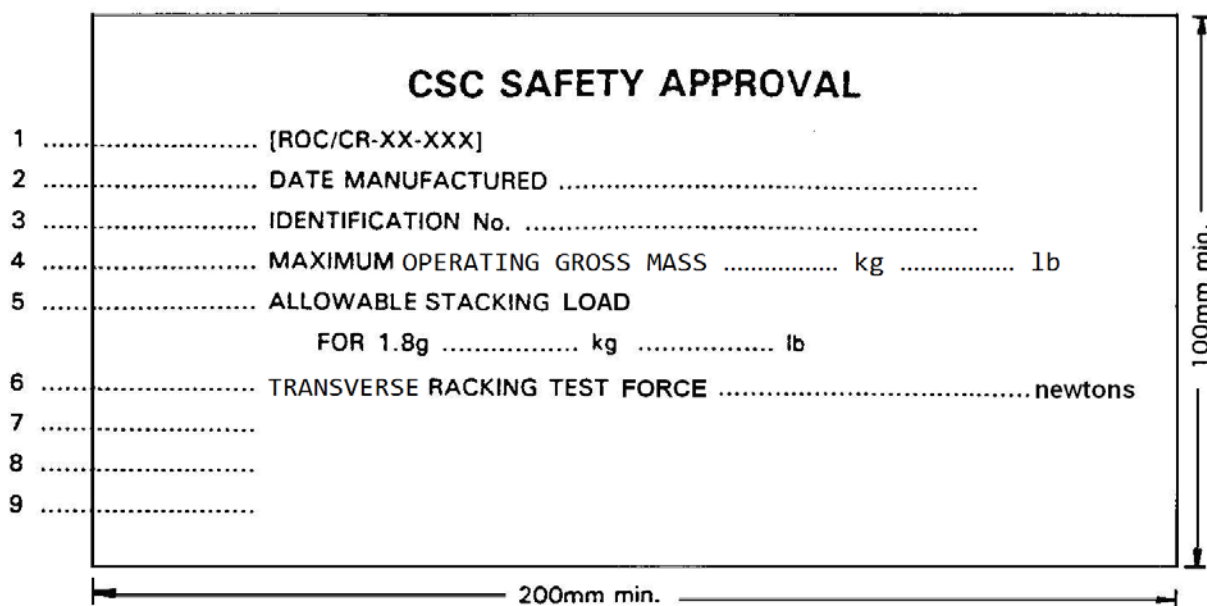 CSC SAFETY APPROVAL
1 .............................. [ROC/CR-XX-XXX]
2 .............................. DATE MANUFACTURED ..........................................................
3 .............................. IDENTIFICATION No. ...............................................................
4 .............................. MAXIMUM OPERATING GROSS MASS ................ kg ................ lb
5 .............................. ALLOWABLE STACKING LOAD
FOR 1.8g ................... kg ................... lb
6 .............................. TRANSVERSE RACKING TEST FORCE ........................................... newtons
7 ..............................
8 ..............................
9 ..............................
100mm min.
200mm min.